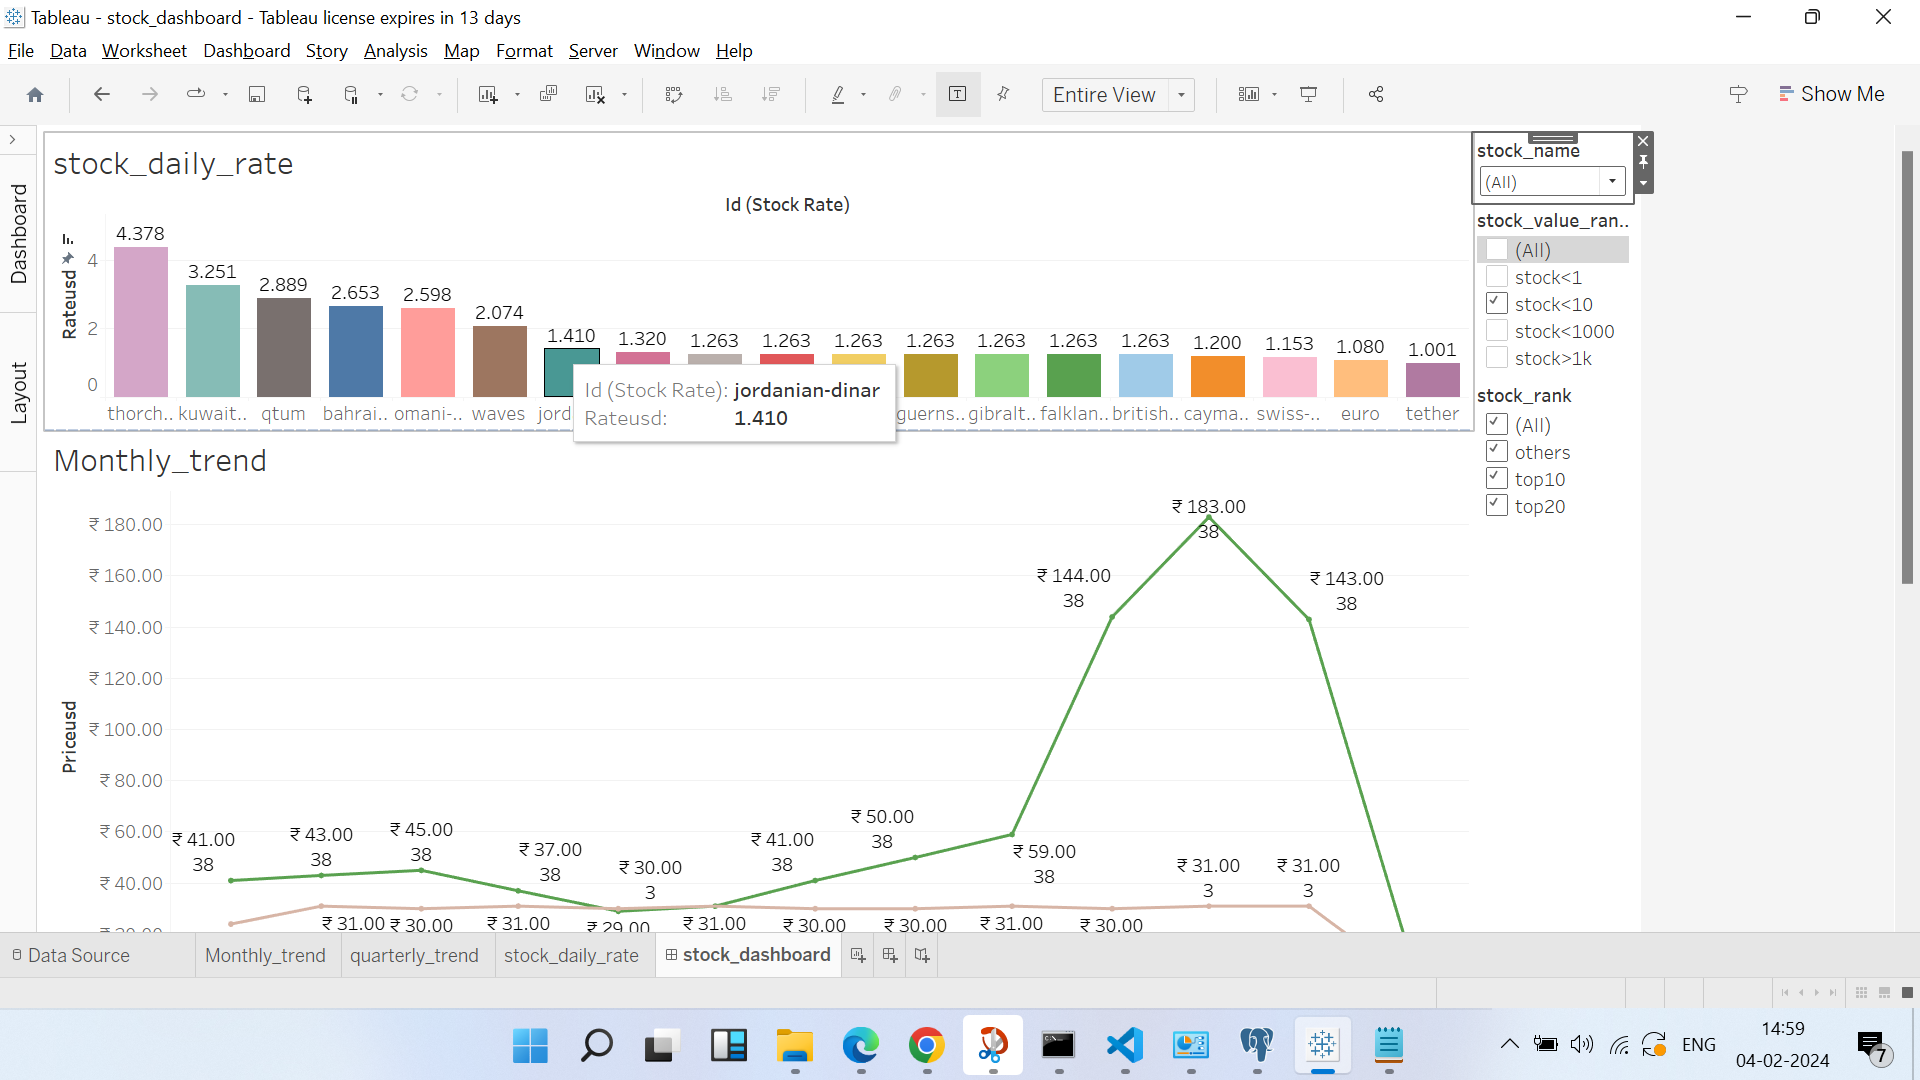 Tableau - stock_dashboard - Tableau license expires in 13 days
File Data Worksheet Dashboard Story Analysis Map Format Server Window Help
Entire View
Show Me
Dashboard
Layout
stock_daily_rate
Id (Stock Rate)
Rateusd
4
2
0
4.378 3.251 2.889 2.653 2.598 2.074 1.410 1.320 1.263 1.263 1.263 1.263 1.263 1.263 1.263 1.200 1.153 1.080 1.001
thorch.. kuwait.. qtum bahrai.. omani-.. waves jord guerns.. gibralt.. falklan.. british.. cayma.. swiss-.. euro tether
Id (Stock Rate): jordanian-dinar
Rateusd: 1.410
stock_name
(All)
stock_value_ran..
(All)
stock<1
stock<10
stock<1000
stock>1k
stock_rank
(All)
others
top10
top20
Monthly_trend
Priceusd
₹ 180.00
₹ 160.00
₹ 140.00
₹ 120.00
₹ 100.00
₹ 80.00
₹ 60.00
₹ 40.00
₹ 41.00
38
₹ 43.00
38
₹ 45.00
38
₹ 37.00
38
₹ 30.00
3
₹ 41.00
38
₹ 50.00
38
₹ 59.00
38
₹ 144.00
38
₹ 183.00
38
₹ 143.00
38
₹ 31.00
3
₹ 31.00
3
₹ 31.00 ₹ 30.00 ₹ 31.00 ₹ 29.00 ₹ 31.00 ₹ 30.00 ₹ 30.00 ₹ 31.00 ₹ 30.00
Data Source Monthly_trend quarterly_trend stock_daily_rate stock_dashboard
ENG
14:59
04-02-2024
7